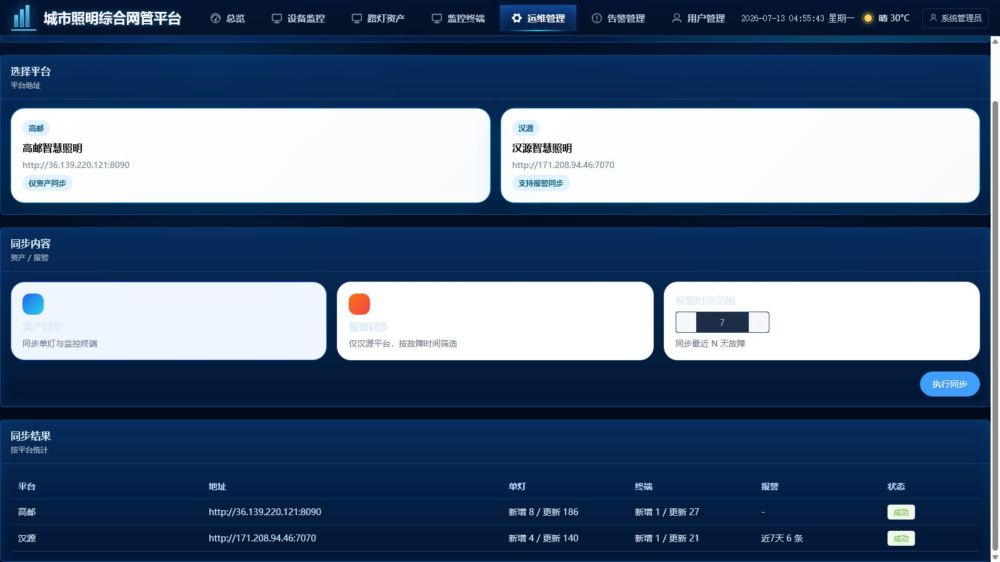 城市照明综合网管平台
总览
设备监控
路灯资产
监控终端
运维管理
告警管理
用户管理
2026-07-13 04:55:43 星期一
晴 30°C
系统管理员
选择平台
平台地址
高邮
高邮智慧照明
http://36.139.220.121:8090
仅资产同步
汉源
汉源智慧照明
http://171.208.94.46:7070
支持报警同步
同步内容
资产 / 报警
资产同步
同步单灯与监控终端
报警同步
仅汉源平台，按故障时间筛选
报警时间范围
7
同步最近 N 天故障
执行同步
同步结果
按平台统计
平台 地址 单灯 终端 报警 状态
高邮 http://36.139.220.121:8090 新增 8 / 更新 186 新增 1 / 更新 27 - 成功
汉源 http://171.208.94.46:7070 新增 4 / 更新 140 新增 1 / 更新 21 近7天 6 条 成功